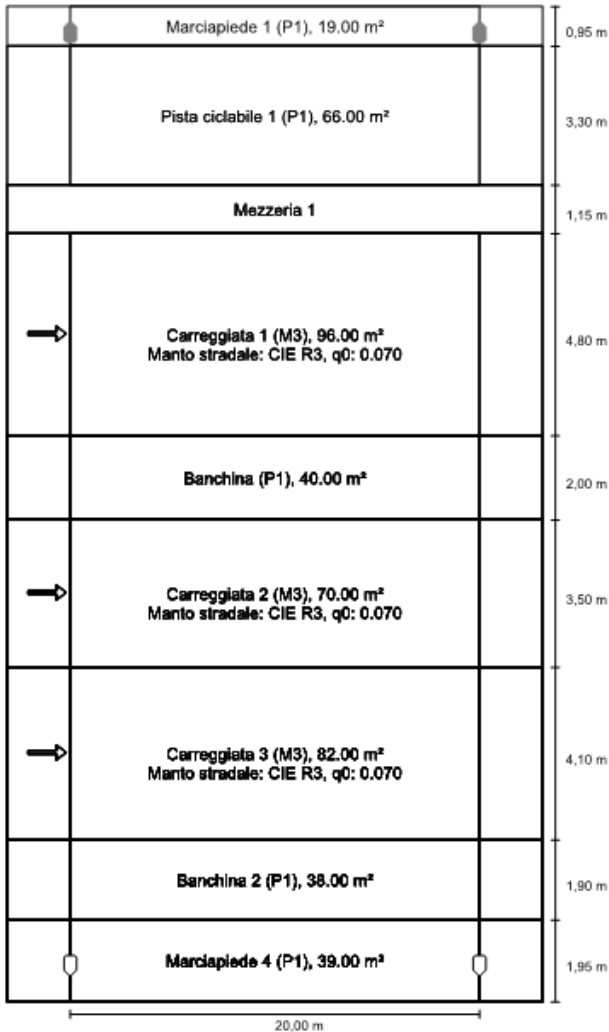 Marciapiede 1 (P1), 19.00 m²
0,95 m
Pista ciclabile 1 (P1), 66.00 m²
3,30 m
Mezzeria 1
1,15 m
Carreggiata 1 (M3), 96.00 m²
Manto stradale: CIE R3, q0: 0.070
4,80 m
Banchina (P1), 40.00 m²
2,00 m
Carreggiata 2 (M3), 70.00 m²
Manto stradale: CIE R3, q0: 0.070
3,50 m
Carreggiata 3 (M3), 82.00 m²
Manto stradale: CIE R3, q0: 0.070
4,10 m
Banchina 2 (P1), 38.00 m²
1,90 m
Marciapiede 4 (P1), 39.00 m²
1,95 m
20,00 m